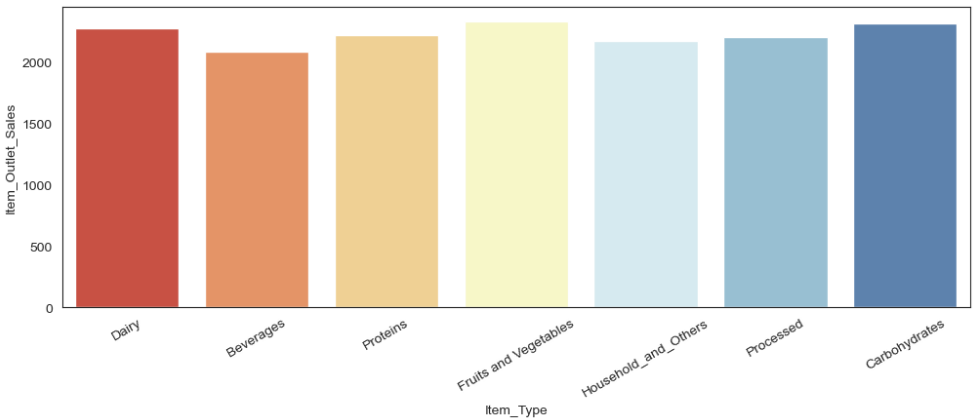 Item_Outlet_Sales
2000
1500
1000
500
0
Dairy
Beverages
Proteins
Fruits and Vegetables
Household_and_Others
Processed
Carbohydrates
Item_Type